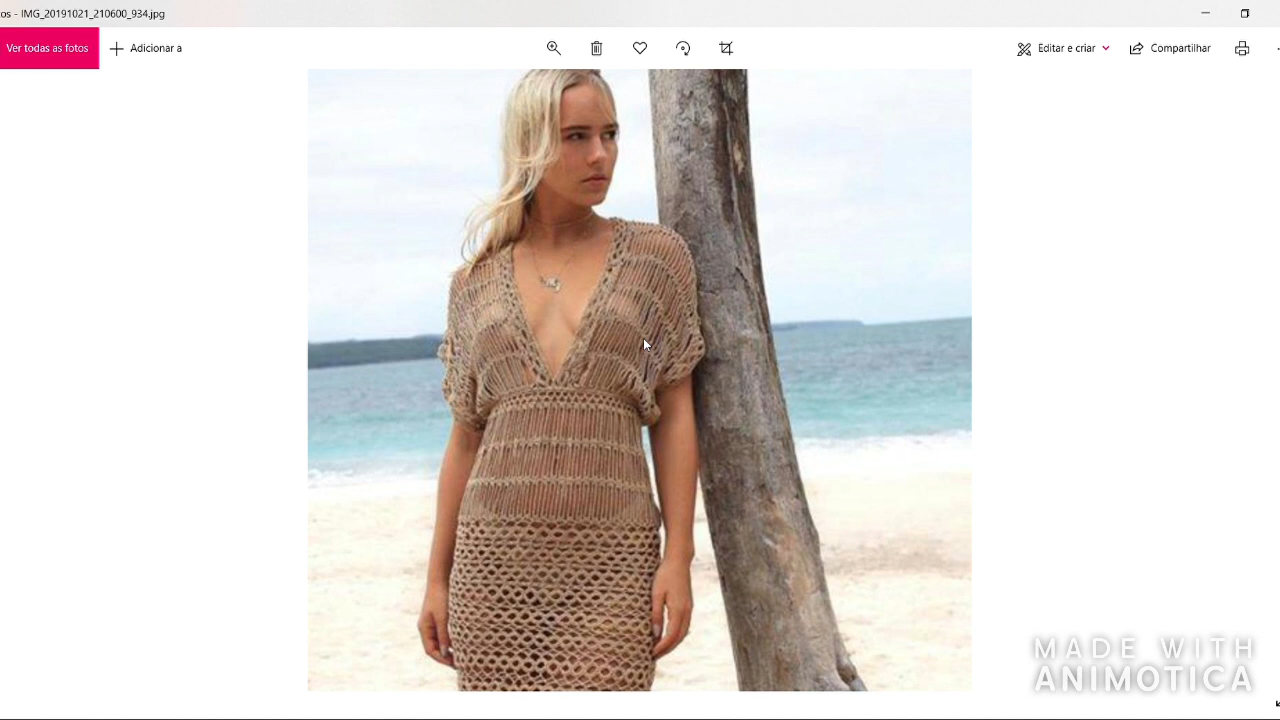 os - IMG_20191021_210600_934.jpg
Ver todas as fotos
Adicionar a
Editar e criar
Compartilhar
MADE WITH
ANIMOTICA